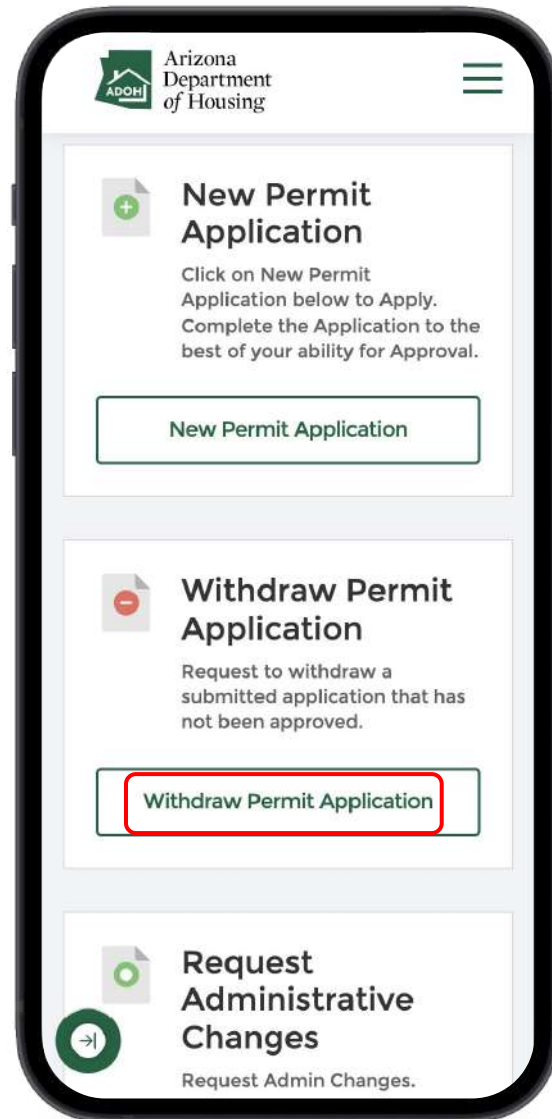 ADOH
Arizona
Department
of Housing
New Permit
Application
Click on New Permit
Application below to Apply.
Complete the Application to the
best of your ability for Approval.
New Permit Application
Withdraw Permit
Application
Request to withdraw a
submitted application that has
not been approved.
Withdraw Permit Application
Request
Administrative
Changes
Request Admin Changes.